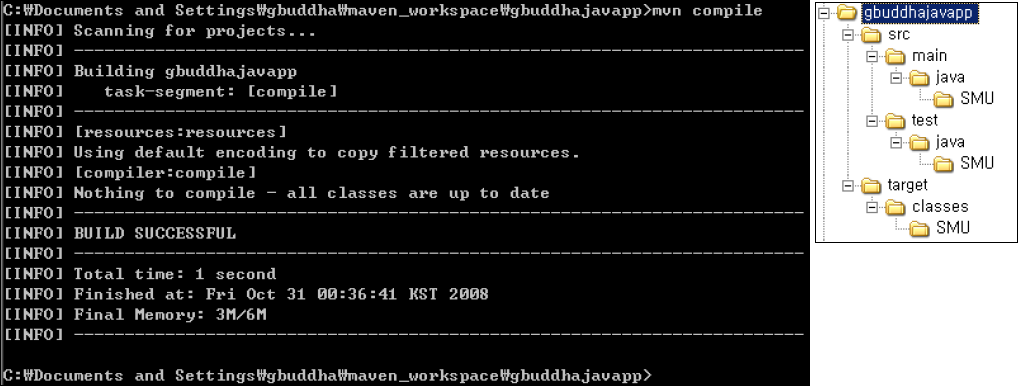 C:₩Documents and Settings₩gbuddha₩maven_workspace₩gbuddhajavapp>mvn compile
[INFO] Scanning for projects...
[INFO] ------------------------------------------------------------------------
[INFO] Building gbuddhajavapp
[INFO]    task-segment: [compile]
[INFO] ------------------------------------------------------------------------
[INFO] [resources:resources]
[INFO] Using default encoding to copy filtered resources.
[INFO] [compiler:compile]
[INFO] Nothing to compile - all classes are up to date
[INFO] ------------------------------------------------------------------------
[INFO] BUILD SUCCESSFUL
[INFO] ------------------------------------------------------------------------
[INFO] Total time: 1 second
[INFO] Finished at: Fri Oct 31 00:36:41 KST 2008
[INFO] Final Memory: 3M/6M
[INFO] ------------------------------------------------------------------------
C:₩Documents and Settings₩gbuddha₩maven_workspace₩gbuddhajavapp>
gbuddhajavapp
src
main
java
SMU
test
java
SMU
target
classes
SMU